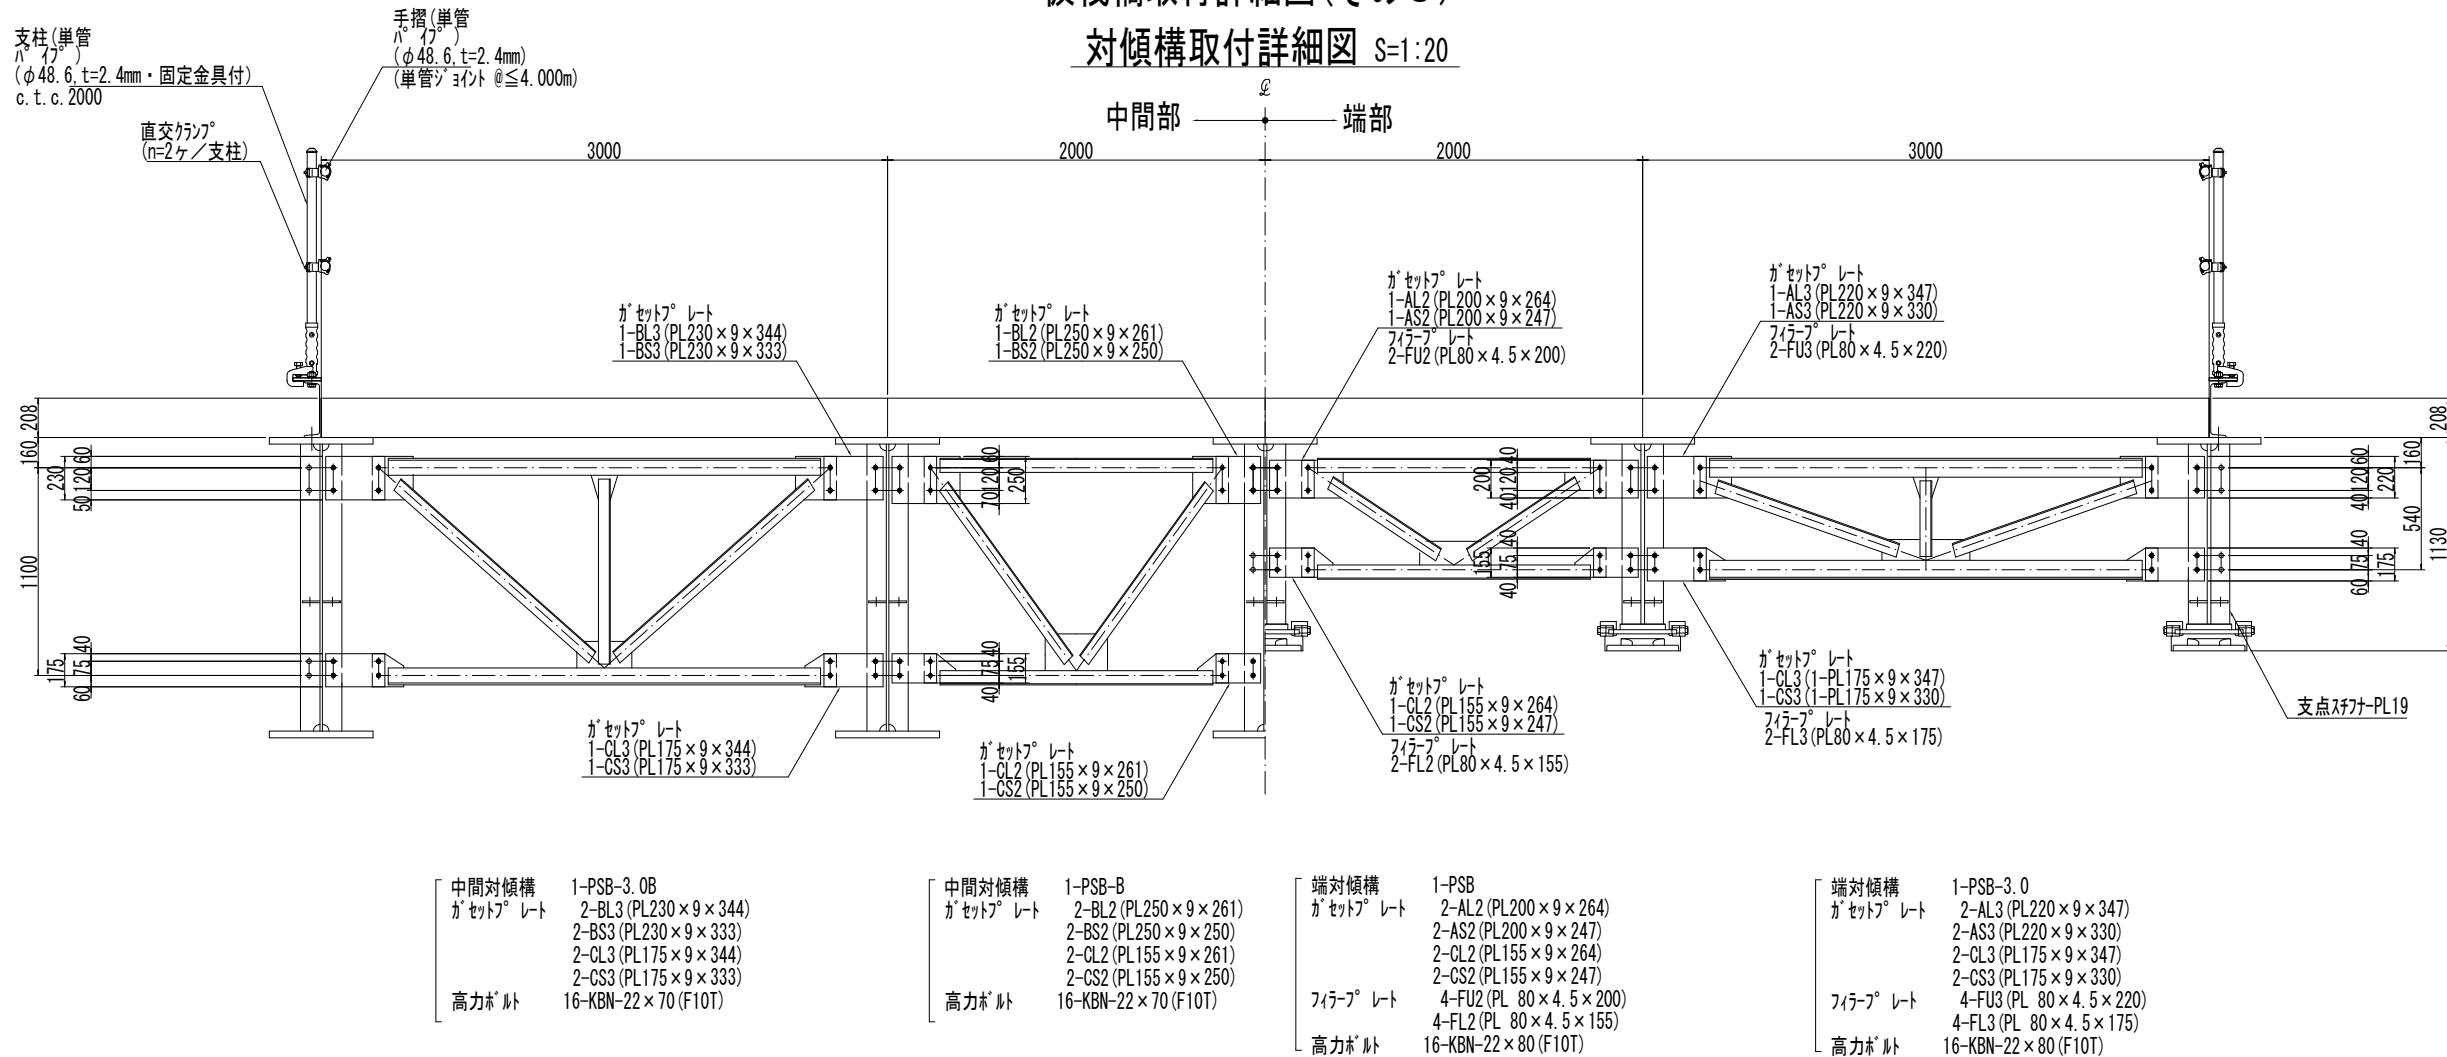 対傾構取付詳細図 S=1:20
支柱(単管
パイプ)
(φ48.6,t=2.4mm・固定金具付)
c.t.c.2000
手摺(単管
パイプ)
(φ48.6,t=2.4mm)
(単管ジョイント @≦4.000m)
直交クランプ
(n=2ヶ/支柱)
中間部
端部
3000
2000
2000
3000
ガセットプレート
1-BL3(PL230×9×344)
1-BS3(PL230×9×333)
ガセットプレート
1-BL2(PL250×9×261)
1-BS2(PL250×9×250)
ガセットプレート
1-AL2(PL200×9×264)
1-AS2(PL200×9×247)
フィラープレート
2-FU2(PL80×4.5×200)
ガセットプレート
1-AL3(PL220×9×347)
1-AS3(PL220×9×330)
フィラープレート
2-FU3(PL80×4.5×220)
208
160
60
120
50
230
1100
40
75
60
175
60
120
70
250
40
75
40
155
40
120
40
200
40
75
40
155
208
160
60
120
40
220
540
1130
40
75
60
175
ガセットプレート
1-CL3(PL175×9×344)
1-CS3(PL175×9×333)
ガセットプレート
1-CL2(PL155×9×261)
1-CS2(PL155×9×250)
ガセットプレート
1-CL2(PL155×9×264)
1-CS2(PL155×9×247)
フィラープレート
2-FL2(PL80×4.5×155)
ガセットプレート
1-CL3(1-PL175×9×347)
1-CS3(1-PL175×9×330)
フィラープレート
2-FL3(PL80×4.5×175)
支点スチフナーPL19
中間対傾構 1-PSB-3.0B
ガセットプレート 2-BL3(PL230×9×344)
2-BS3(PL230×9×333)
2-CL3(PL175×9×344)
2-CS3(PL175×9×333)
高力ボルト 16-KBN-22×70(F10T)
中間対傾構 1-PSB-B
ガセットプレート 2-BL2(PL250×9×261)
2-BS2(PL250×9×250)
2-CL2(PL155×9×261)
2-CS2(PL155×9×250)
高力ボルト 16-KBN-22×70(F10T)
端対傾構 1-PSB
ガセットプレート 2-AL2(PL200×9×264)
2-AS2(PL200×9×247)
2-CL2(PL155×9×264)
2-CS2(PL155×9×247)
フィラープレート 4-FU2(PL 80×4.5×200)
4-FL2(PL 80×4.5×155)
高力ボルト 16-KBN-22×80(F10T)
端対傾構 1-PSB-3.0
ガセットプレート 2-AL3(PL220×9×347)
2-AS3(PL220×9×330)
2-CL3(PL175×9×347)
2-CS3(PL175×9×330)
フィラープレート 4-FU3(PL 80×4.5×220)
4-FL3(PL 80×4.5×175)
高力ボルト 16-KBN-22×80(F10T)